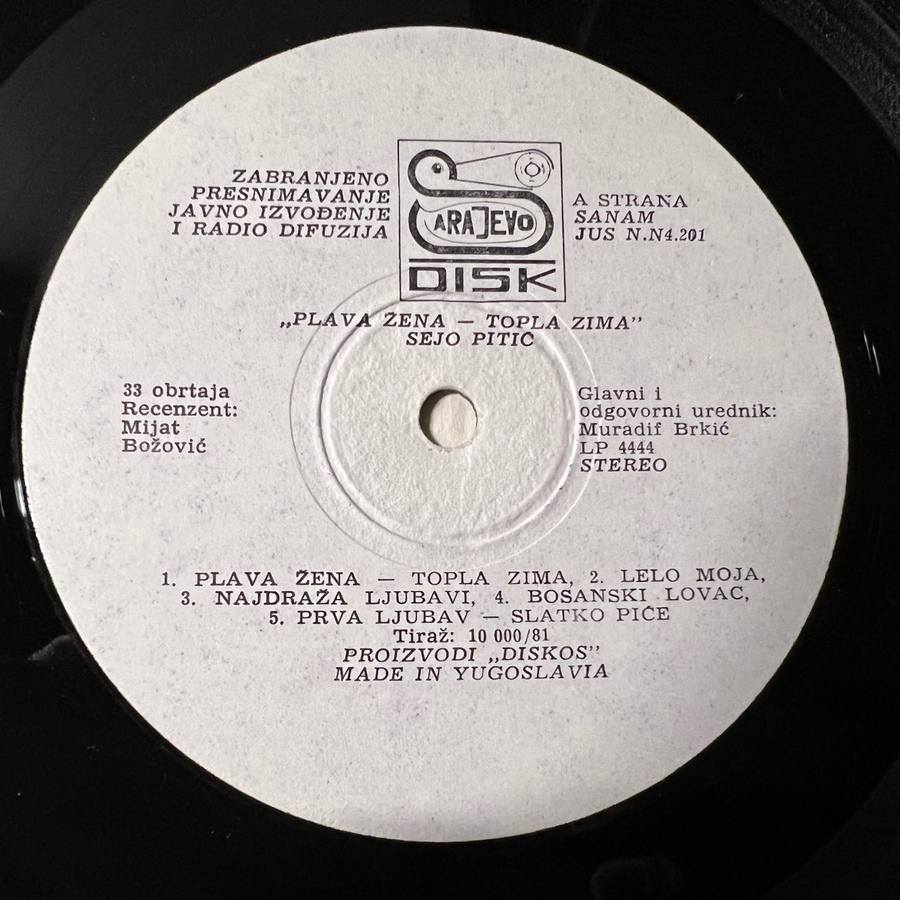 ZABRANJENO
PRESNIMAVANJE
JAVNO IZVOĐENJE
I RADIO DIFUZIJA
SARAJEVO
DISK
A STRANA
SANAM
JUS N.N4.201
„PLAVA ŽENA — TOPLA ZIMA”
SEJO PITIĆ
33 obrtaja
Recenzent:
Mijat
Božović
Glavni i
odgovorni urednik:
Muradif Brkić
LP 4444
STEREO
1. PLAVA ŽENA — TOPLA ZIMA, 2. LELO MOJA,
3. NAJDRAŽA LJUBAVI, 4. BOSANSKI LOVAC,
5. PRVA LJUBAV — SLATKO PIĆE
Tiraž: 10 000/81
PROIZVODI „DISKOS”
MADE IN YUGOSLAVIA